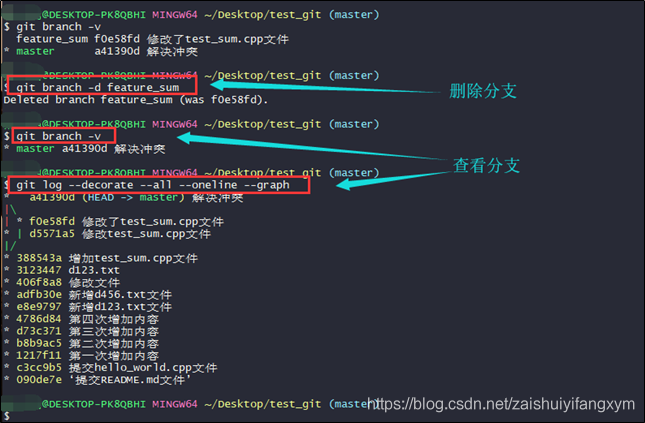 @DESKTOP-PK8QBHI MINGW64 ~/Desktop/test_git (master)
$ git branch -v
feature_sum f0e58fd 修改了test_sum.cpp文件
* master a41390d 解决冲突
@DESKTOP-PK8QBHI MINGW64 ~/Desktop/test_git (master)
$ git branch -d feature_sum
删除分支
Deleted branch feature_sum (was f0e58fd).
@DESKTOP-PK8QBHI MINGW64 ~/Desktop/test_git (master)
$ git branch -v
* master a41390d 解决冲突
查看分支
@DESKTOP-PK8QBHI MINGW64 ~/Desktop/test_git (master)
$ git log --decorate --all --oneline --graph
* a41390d (HEAD -> master) 解决冲突
|\
| * f0e58fd 修改了test_sum.cpp文件
* | d5571a5 修改test_sum.cpp文件
|/
* 388543a 增加test_sum.cpp文件
* 3123447 d123.txt
* 406f8a8 修改文件
* adfb30e 新增d456.txt文件
* e8e9797 新增d123.txt文件
* 4786d84 第四次增加内容
* d73c371 第三次增加内容
* b8b9ac5 第二次增加内容
* 1217f11 第一次增加内容
* c3cc9b5 提交hello_world.cpp文件
* 090de7e ‘提交README.md文件’
@DESKTOP-PK8QBHI MINGW64 ~/Desktop/test_git (master)
https://blog.csdn.net/zaishuiyifangxym
$